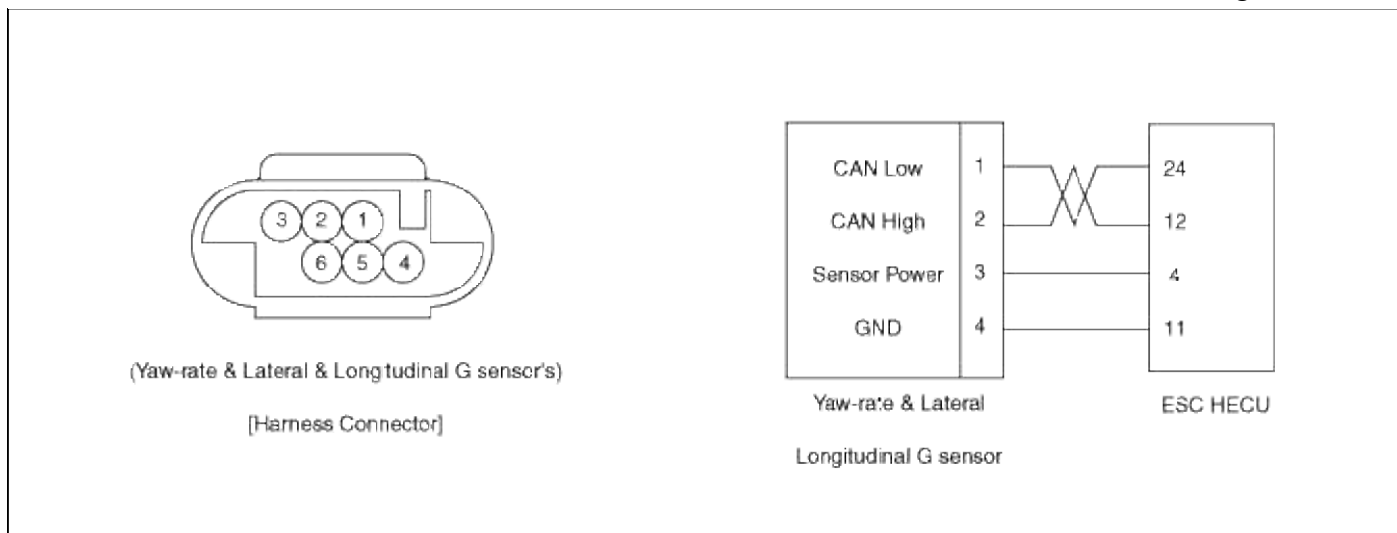 3 2 1
6 5 4
(Yaw-rate & Lateral & Longitudinal G sensor's)
[Harness Connector]
CAN Low 1 24
CAN High 2 12
Sensor Power 3 4
GND 4 11
Yaw-rate & Lateral
Longitudinal G sensor
ESC HECU